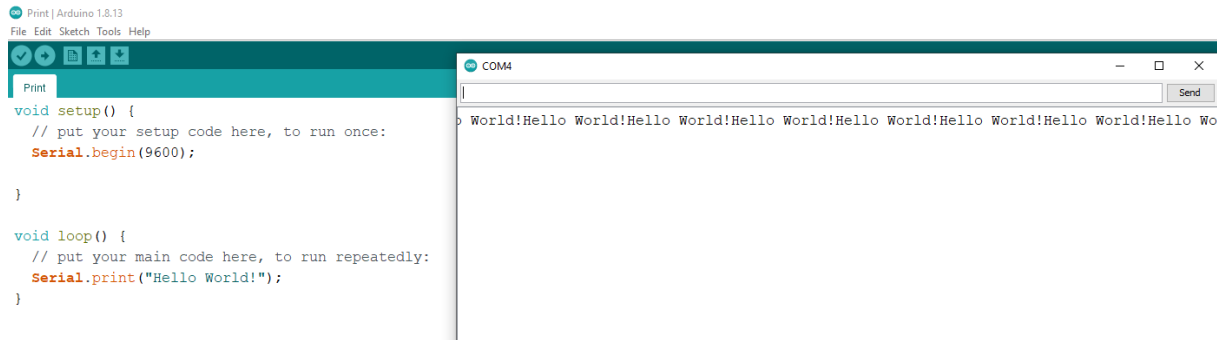 Print | Arduino 1.8.13
File Edit Sketch Tools Help
Print
void setup() {
  // put your setup code here, to run once:
  Serial.begin(9600);
}
void loop() {
  // put your main code here, to run repeatedly:
  Serial.print("Hello World!");
}
COM4
Send
World!Hello World!Hello World!Hello World!Hello World!Hello World!Hello World!Hello Wo